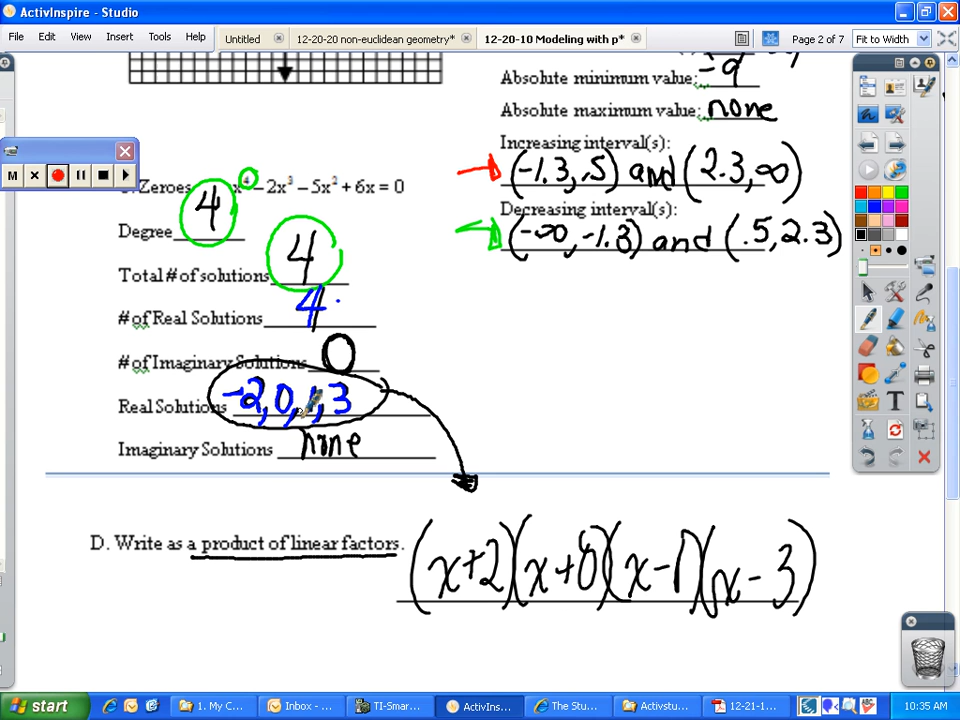 ActivInspire - Studio
File Edit View Insert Tools Help
Untitled
12-20-20 non-euclidean geometry*
12-20-10 Modeling with p*
Page 2 of 7
Fit to Width
-9
Absolute minimum value:
Absolute maximum value: none
Increasing interval(s):
(-1.3, .5) and (2.3, ∞)
Decreasing interval(s):
(-∞, -1.3) and (.5, 2.3)
M
Zeroes x⁴ – 2x³ – 5x² + 6x = 0
Degree 4
Total # of solutions 4
# of Real Solutions 4
# of Imaginary Solutions 0
Real Solutions -2, 0, 1, 3
Imaginary Solutions none
D. Write as a product of linear factors. (x+2)(x+0)(x-1)(x-3)
start
1. My C...
Inbox - ...
TI-Smar...
ActivIns...
The Stu...
Activstu...
12-21-1...
10:35 AM